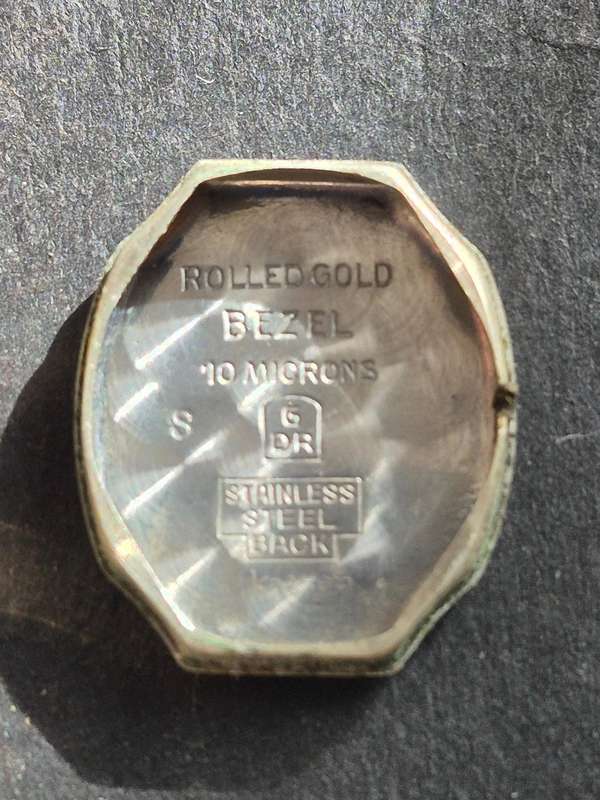 ROLLED GOLD
BEZEL
10 MICRONS
S
G
DR
STAINLESS
STEEL
BACK